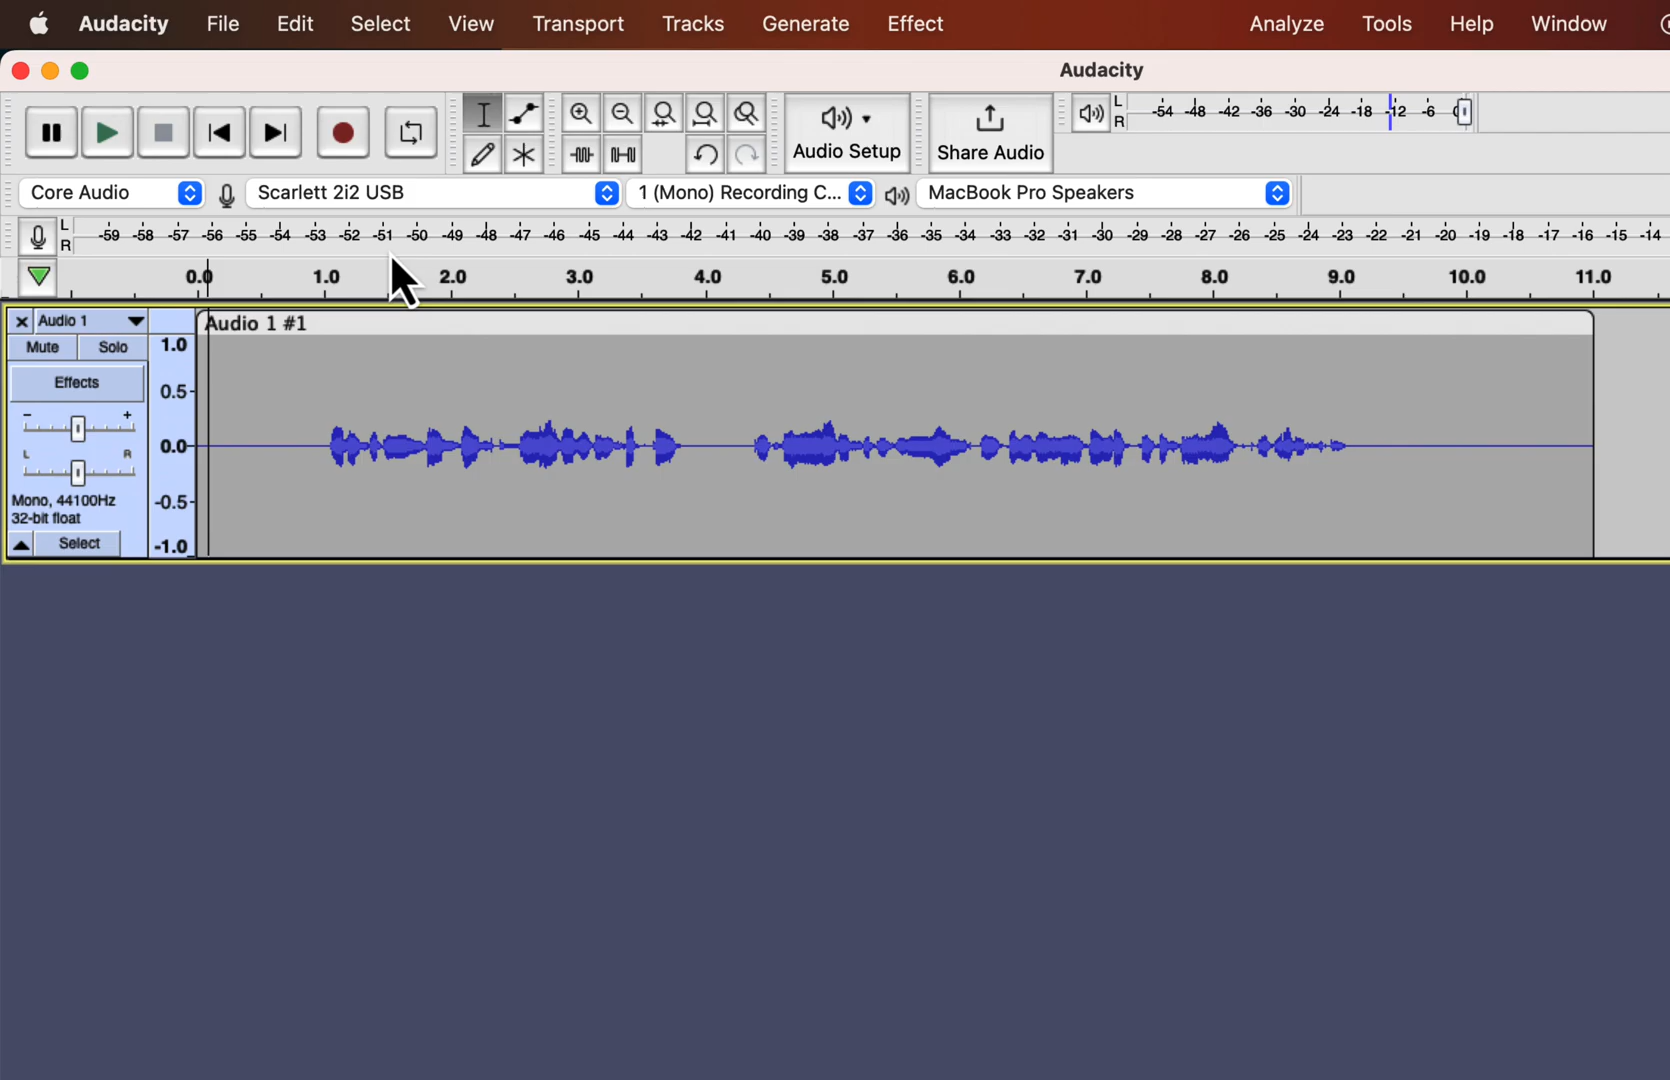 Audacity File Edit Select View Transport Tracks Generate Effect Analyze Tools Help Window
Audacity
Audio Setup
Share Audio
L
R
-54 -48 -42 -36 -30 -24 -18 -12 -6 0
Core Audio Scarlett 2i2 USB 1 (Mono) Recording C... MacBook Pro Speakers
L
R
-59 -58 -57 -56 -55 -54 -53 -52 -51 -50 -49 -48 -47 -46 -45 -44 -43 -42 -41 -40 -39 -38 -37 -36 -35 -34 -33 -32 -31 -30 -29 -28 -27 -26 -25 -24 -23 -22 -21 -20 -19 -18 -17 -16 -15 -14
0.0 1.0 2.0 3.0 4.0 5.0 6.0 7.0 8.0 9.0 10.0 11.0
Audio 1
Audio 1 #1
Mute Solo
Effects
- +
L R
Mono, 44100Hz
32-bit float
Select
1.0
0.5
0.0
-0.5
-1.0